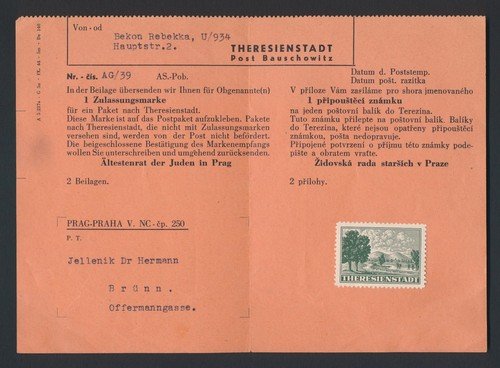 Von - od
Bekon Rebekka, U/934
Hauptstr.2.
THERESIENSTADT
Post Bauschowitz
Nr. - čís. AG/39 AS.-Pob.
Datum d. Poststemp.
Datum pošt. razítka
In der Beilage übersenden wir Ihnen für Obgenannte(n)
1 Zulassungsmarke
für ein Paket nach Theresienstadt.
Diese Marke ist auf das Postpaket aufzukleben. Pakete
nach Theresienstadt, die nicht mit Zulassungsmarken
versehen sind, werden von der Post nicht befördert.
Die beigeschlossene Bestätigung des Markenempfangs
wollen Sie unterschreiben und umgehend zurücksenden.
Ältestenrat der Juden in Prag
2 Beilagen.
V příloze Vám zasíláme pro shora jmenovaného
1 připouštěcí známku
na jeden poštovní balík do Terezína.
Tuto známku přilepte na poštovní balík. Balíky
do Terezína, které nejsou opatřeny připouštěcí
známkou, pošta nedopravuje.
Připojené potvrzení o příjmu této známky pode-
pište a obratem vraťte.
Židovská rada starších v Praze
2 přílohy.
PRAG-PRAHA V. NC-čp. 250
P. T.
Jellenik Dr Hermann
Brünn.
Offermanngasse.
THERESIENSTADT